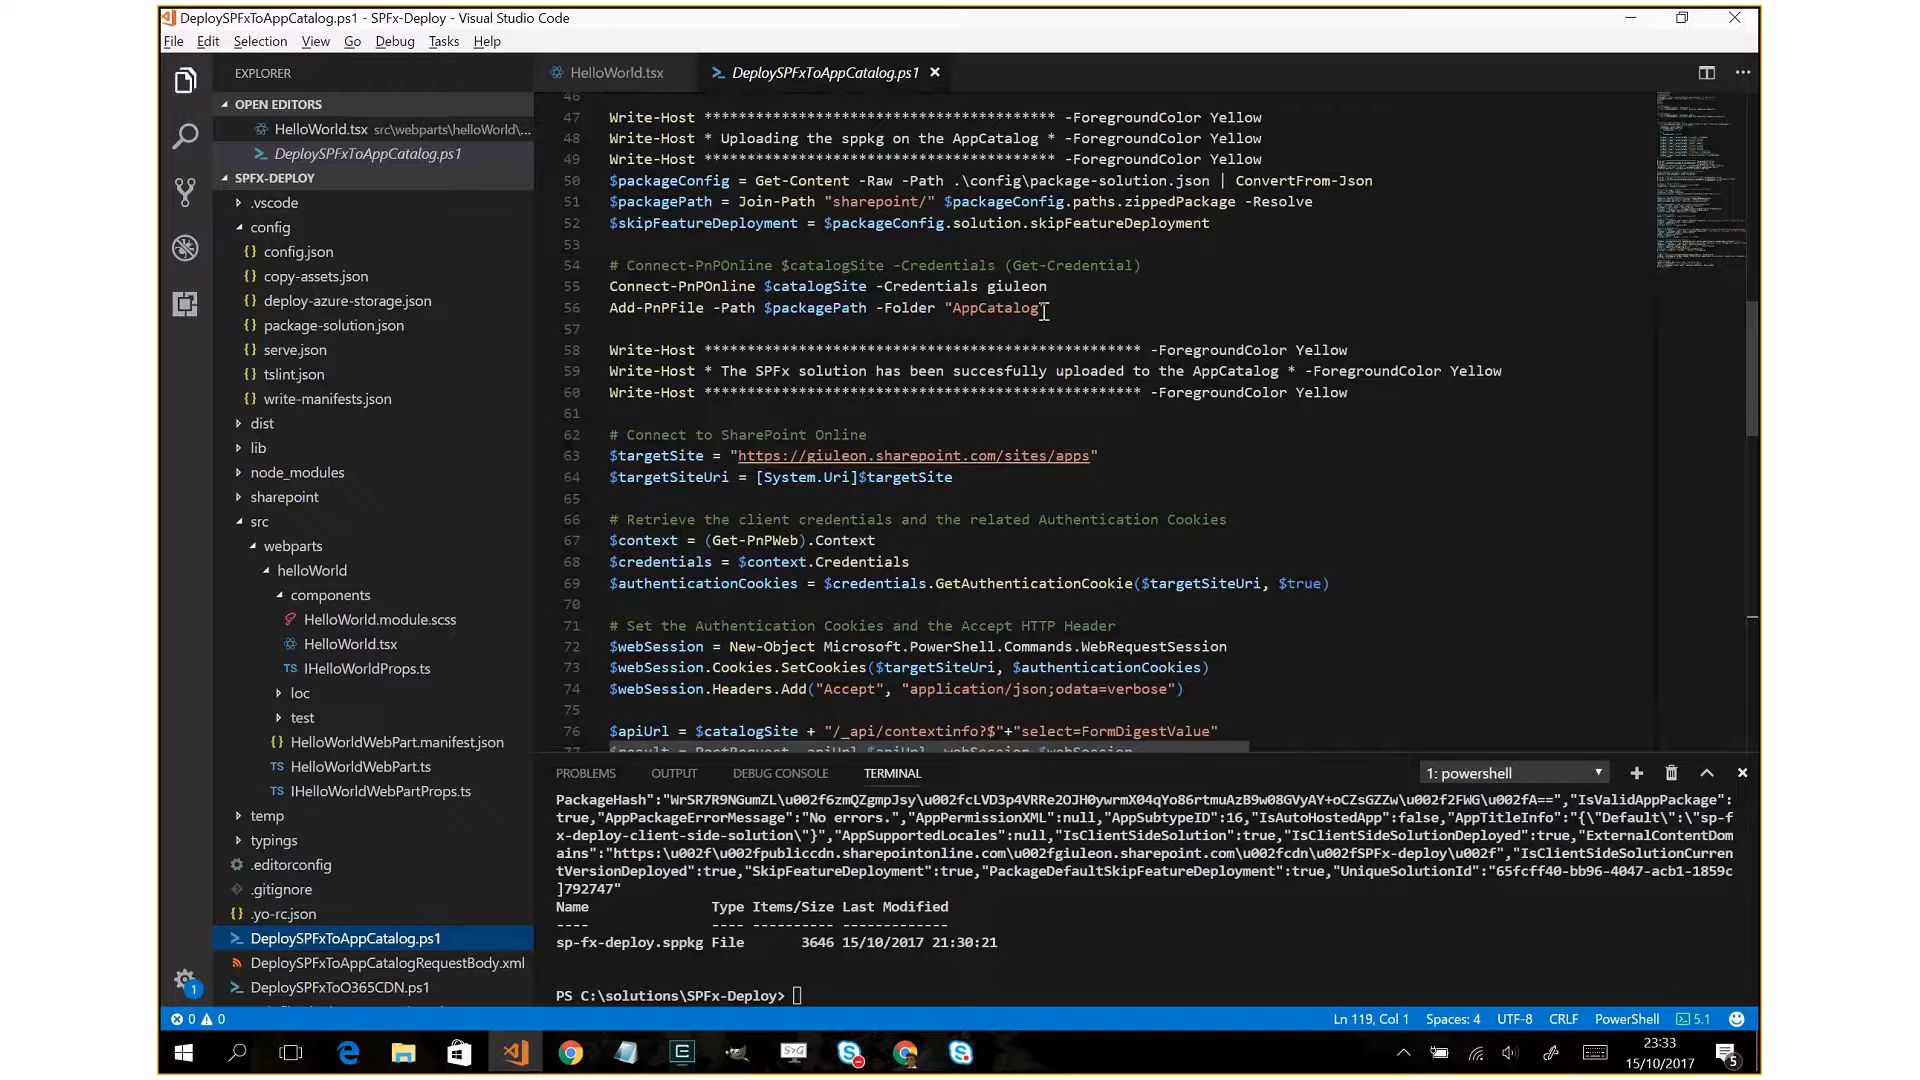 DeploySPFxToAppCatalog.ps1 - SPFx-Deploy - Visual Studio Code
File Edit Selection View Go Debug Tasks Help
EXPLORER
OPEN EDITORS
HelloWorld.tsx src\webparts\helloWorld\...
DeploySPFxToAppCatalog.ps1
SPFX-DEPLOY
.vscode
config
{} config.json
{} copy-assets.json
{} deploy-azure-storage.json
{} package-solution.json
{} serve.json
{} tslint.json
{} write-manifests.json
dist
lib
node_modules
sharepoint
src
webparts
helloWorld
components
HelloWorld.module.scss
HelloWorld.tsx
TS IHelloWorldProps.ts
loc
test
{} HelloWorldWebPart.manifest.json
TS HelloWorldWebPart.ts
TS IHelloWorldWebPartProps.ts
temp
typings
.editorconfig
.gitignore
{} .yo-rc.json
DeploySPFxToAppCatalog.ps1
DeploySPFxToAppCatalogRequestBody.xml
DeploySPFxToO365CDN.ps1
HelloWorld.tsx DeploySPFxToAppCatalog.ps1
46
47 Write-Host *************************************** -ForegroundColor Yellow
48 Write-Host * Uploading the sppkg on the AppCatalog * -ForegroundColor Yellow
49 Write-Host *************************************** -ForegroundColor Yellow
50 $packageConfig = Get-Content -Raw -Path .\config\package-solution.json | ConvertFrom-Json
51 $packagePath = Join-Path "sharepoint/" $packageConfig.paths.zippedPackage -Resolve
52 $skipFeatureDeployment = $packageConfig.solution.skipFeatureDeployment
53
54 # Connect-PnPOnline $catalogSite -Credentials (Get-Credential)
55 Connect-PnPOnline $catalogSite -Credentials giuleon
56 Add-PnPFile -Path $packagePath -Folder "AppCatalog"
57
58 Write-Host *************************************************** -ForegroundColor Yellow
59 Write-Host * The SPFx solution has been succesfully uploaded to the AppCatalog * -ForegroundColor Yellow
60 Write-Host *************************************************** -ForegroundColor Yellow
61
62 # Connect to SharePoint Online
63 $targetSite = "https://giuleon.sharepoint.com/sites/apps"
64 $targetSiteUri = [System.Uri]$targetSite
65
66 # Retrieve the client credentials and the related Authentication Cookies
67 $context = (Get-PnPWeb).Context
68 $credentials = $context.Credentials
69 $authenticationCookies = $credentials.GetAuthenticationCookie($targetSiteUri, $true)
70
71 # Set the Authentication Cookies and the Accept HTTP Header
72 $webSession = New-Object Microsoft.PowerShell.Commands.WebRequestSession
73 $webSession.Cookies.SetCookies($targetSiteUri, $authenticationCookies)
74 $webSession.Headers.Add("Accept", "application/json;odata=verbose")
75
76 $apiUrl = $catalogSite + "/_api/contextinfo?$"+"select=FormDigestValue"
PROBLEMS OUTPUT DEBUG CONSOLE TERMINAL 1: powershell
PackageHash":"WrSR7R9NGumZL\u002f6zmQZgmpJsy\u002fcLVD3p4VRRe2OJH0ywrmX04qYo86rtmuAzB9w08GVyAY+oCZsGZZw\u002f2FWG\u002fA==","IsValidAppPackage":
true,"AppPackageErrorMessage":"No errors.","AppPermissionXML":null,"AppSubtypeID":16,"IsAutoHostedApp":false,"AppTitleInfo":"{\"Default\":\"sp-f
x-deploy-client-side-solution\"}","AppSupportedLocales":null,"IsClientSideSolution":true,"IsClientSideSolutionDeployed":true,"ExternalContentDom
ains":"https:\u002f\u002fpubliccdn.sharepointonline.com\u002fgiuleon.sharepoint.com\u002fcdn\u002fSPFx-deploy\u002f","IsClientSideSolutionCurren
tVersionDeployed":true,"SkipFeatureDeployment":true,"PackageDefaultSkipFeatureDeployment":true,"UniqueSolutionId":"65fcff40-bb96-4047-acb1-1859c
]792747"
Name Type Items/Size Last Modified
---- ---- ---------- -------------
sp-fx-deploy.sppkg File 3646 15/10/2017 21:30:21
PS C:\solutions\SPFx-Deploy>
0 0 Ln 119, Col 1 Spaces: 4 UTF-8 CRLF PowerShell 5.1
23:33
15/10/2017
5
1